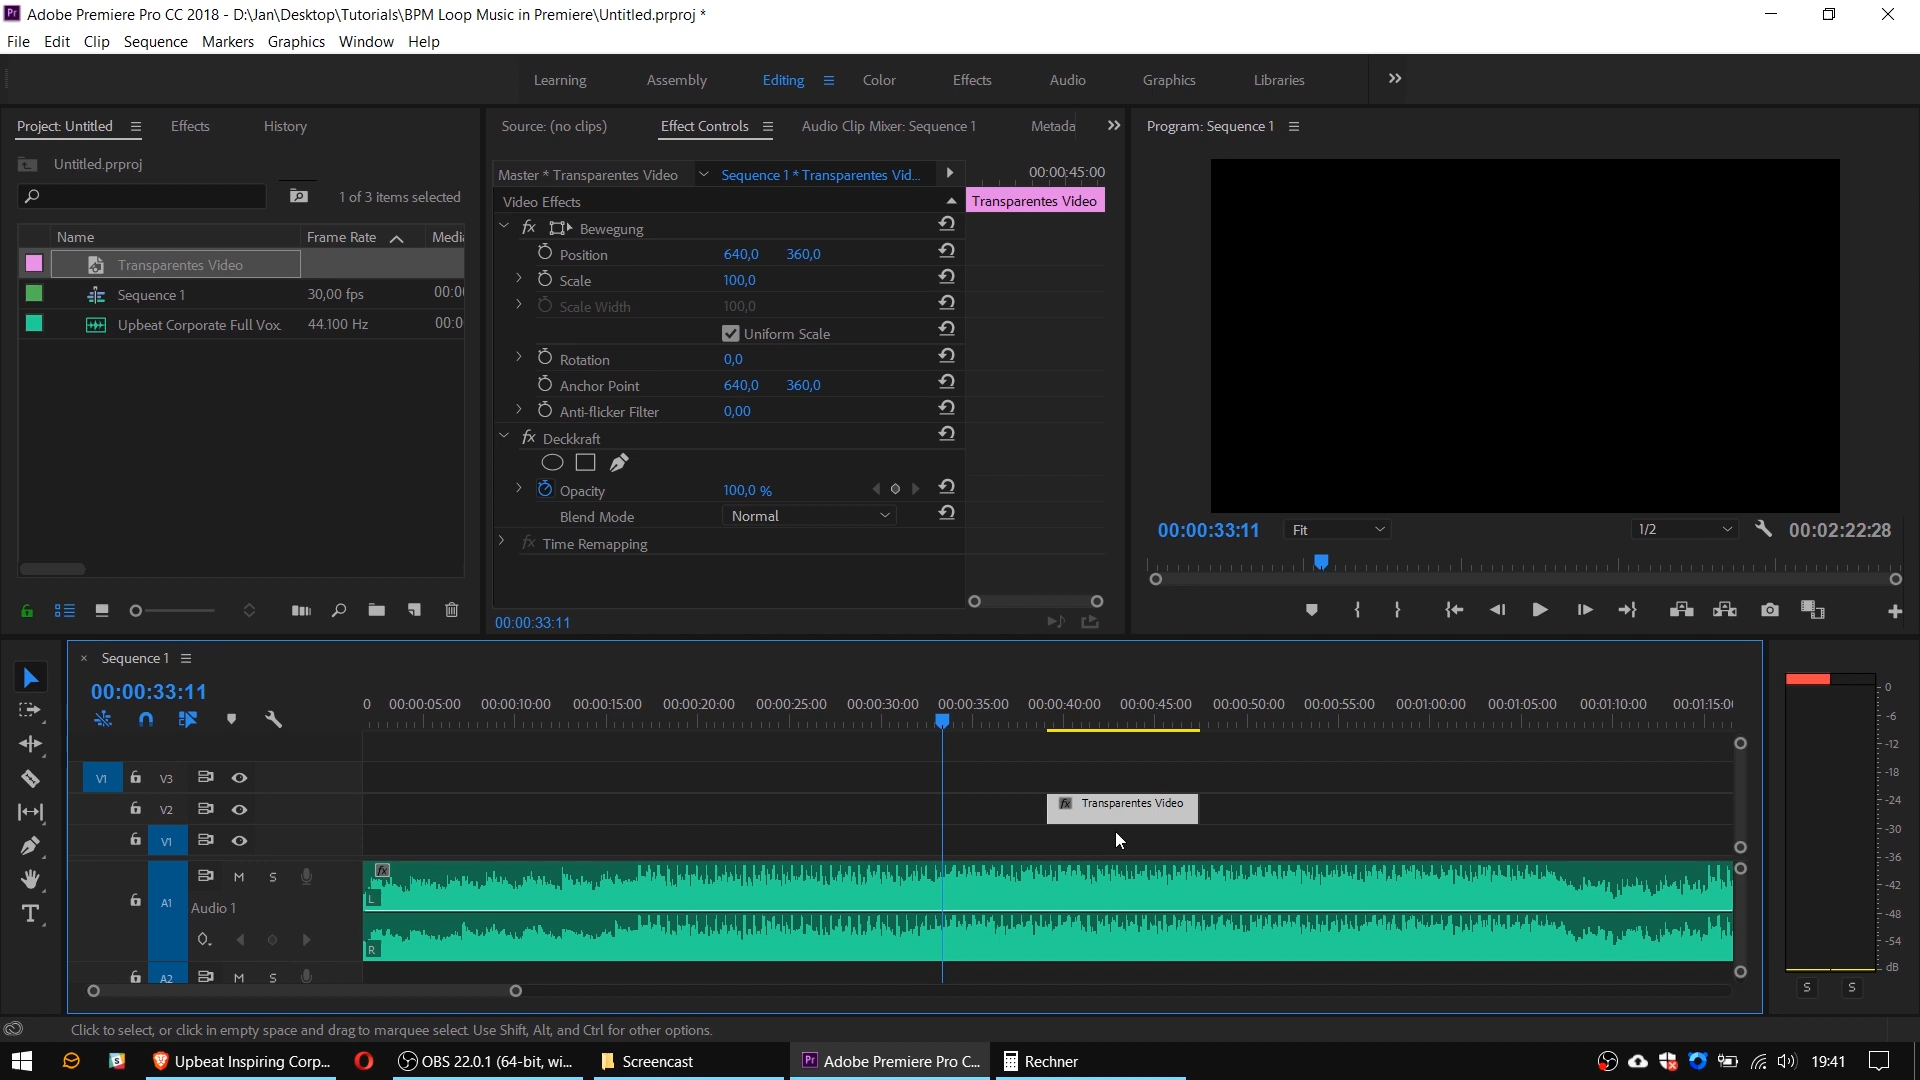 Adobe Premiere Pro CC 2018 - D:\Jan\Desktop\Tutorials\BPM Loop Music in Premiere\Untitled.prproj *
File Edit Clip Sequence Markers Graphics Window Help
Learning Assembly Editing Color Effects Audio Graphics Libraries
Project: Untitled Effects History
Source: (no clips) Effect Controls Audio Clip Mixer: Sequence 1 Metada
Program: Sequence 1
Untitled.prproj
1 of 3 items selected
Name Frame Rate Medi
Transparentes Video
Sequence 1 30,00 fps 00:0
Upbeat Corporate Full Vox. 44.100 Hz 00:0
Master * Transparentes Video Sequence 1 * Transparentes Vid... 00:00:45:00
Video Effects Transparentes Video
fx Bewegung
Position 640,0 360,0
Scale 100,0
Scale Width 100,0
Uniform Scale
Rotation 0,0
Anchor Point 640,0 360,0
Anti-flicker Filter 0,00
fx Deckkraft
Opacity 100,0 %
Blend Mode Normal
fx Time Remapping
00:00:33:11
00:00:33:11 Fit 1/2 00:02:22:28
Sequence 1
00:00:33:11
0 00:00:05:00 00:00:10:00 00:00:15:00 00:00:20:00 00:00:25:00 00:00:30:00 00:00:35:00 00:00:40:00 00:00:45:00 00:00:50:00 00:00:55:00 00:01:00:00 00:01:05:00 00:01:10:00 00:01:15:0
V1 V3
V2 fx Transparentes Video
V1
M S fx
A1 Audio 1 L
R
A2 M S
0
-6
-12
-18
-24
-30
-36
-42
-48
-54
dB
S S
Click to select, or click in empty space and drag to marquee select. Use Shift, Alt, and Ctrl for other options.
Upbeat Inspiring Corp... OBS 22.0.1 (64-bit, wi... Screencast Pr Adobe Premiere Pro C... Rechner 19:41